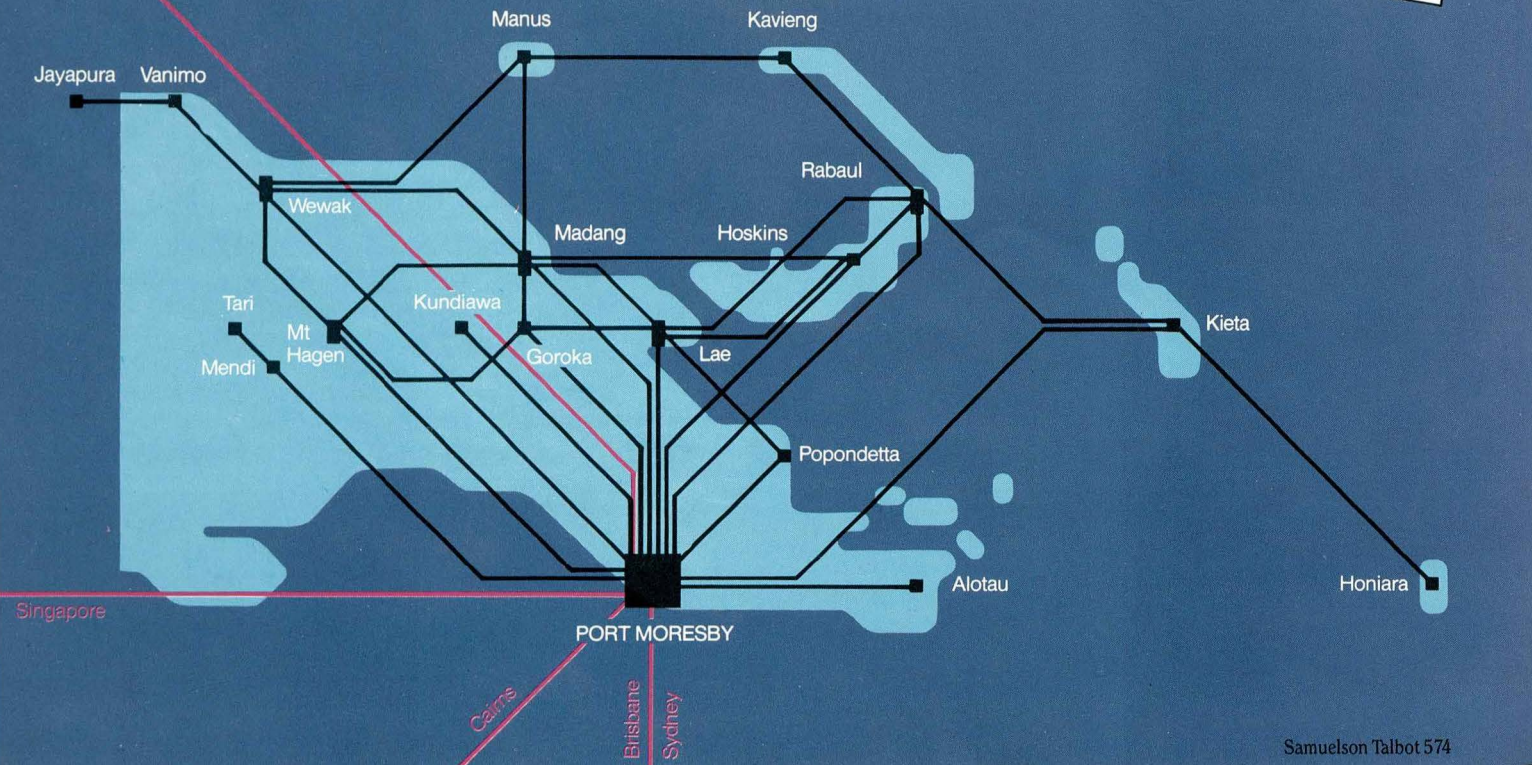 Manus
Kavieng
Jayapura
Vanimo
Rabaul
Wewak
Madang
Hoskins
Tari
Kundiawa
Mt
Hagen
Goroka
Lae
Kieta
Mendi
Popondetta
Alotau
Honiara
Singapore
PORT MORESBY
Cairns
Brisbane
Sydney
Samuelson Talbot 574